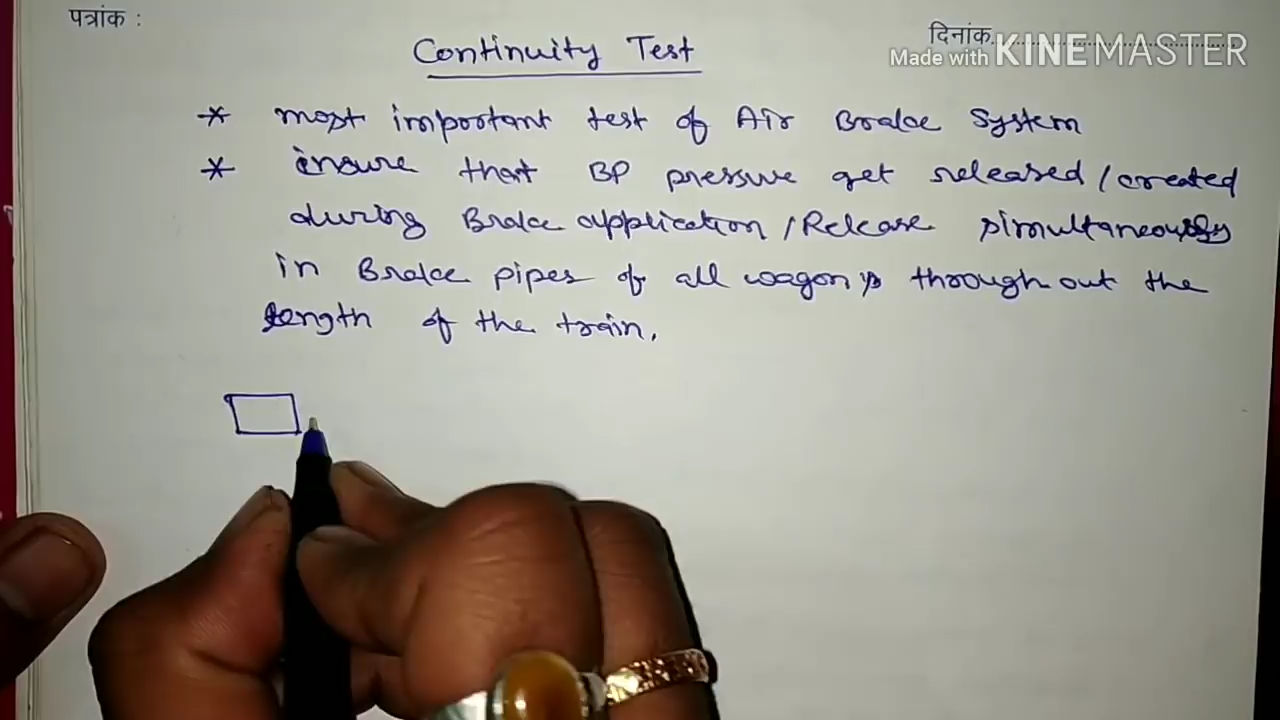 पत्रांक :
दिनांक
Made with KINEMASTER
Continuity Test
* most important test of Air Brake System
* ensure that BP pressure get released / created
during Brake application / Release simultaneously
in Brake pipes of all wagons through out the
length of the train.